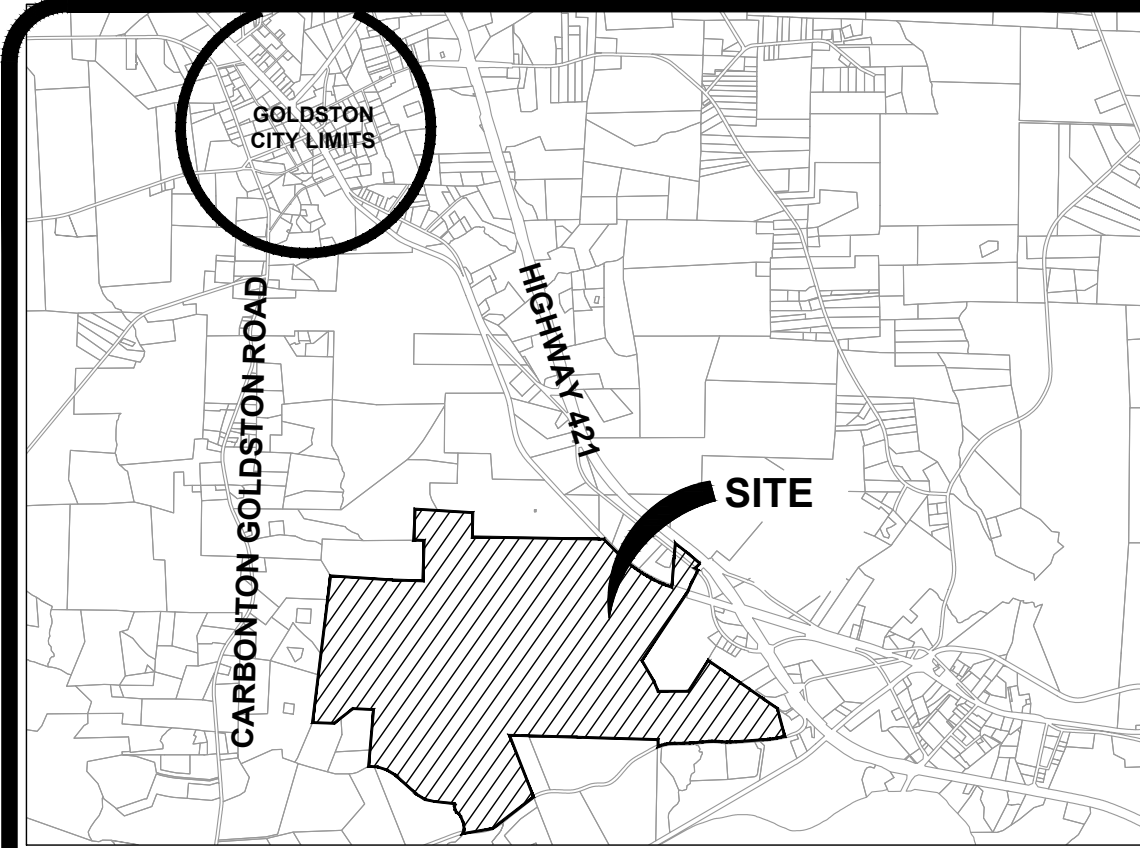 GOLDSTON
CITY LIMITS
HIGHWAY 421
CARBONTON GOLDSTON ROAD
SITE